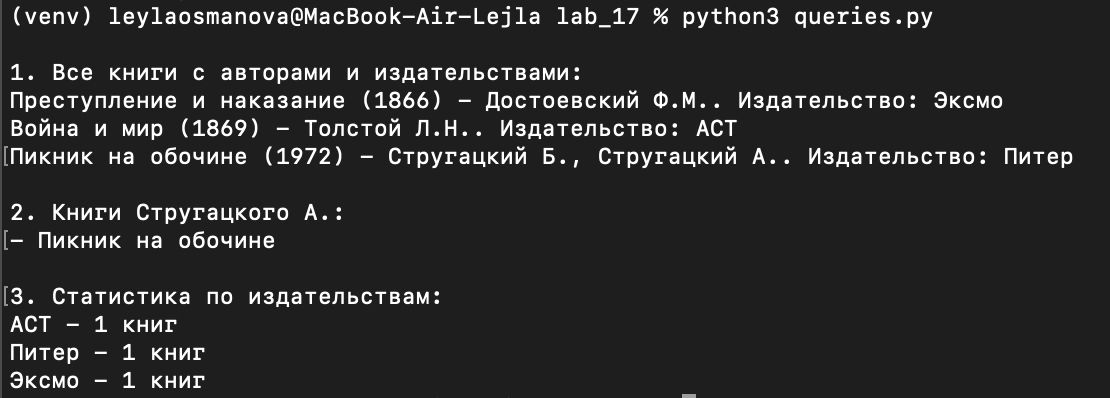 (venv) leylaosmanova@MacBook-Air-Lejla lab_17 % python3 queries.py
1. Все книги с авторами и издательствами:
Преступление и наказание (1866) – Достоевский Ф.М.. Издательство: Эксмо
Война и мир (1869) – Толстой Л.Н.. Издательство: АСТ
[Пикник на обочине (1972) – Стругацкий Б., Стругацкий А.. Издательство: Питер
2. Книги Стругацкого А.:
[– Пикник на обочине
[3. Статистика по издательствам:
АСТ – 1 книг
Питер – 1 книг
Эксмо – 1 книг